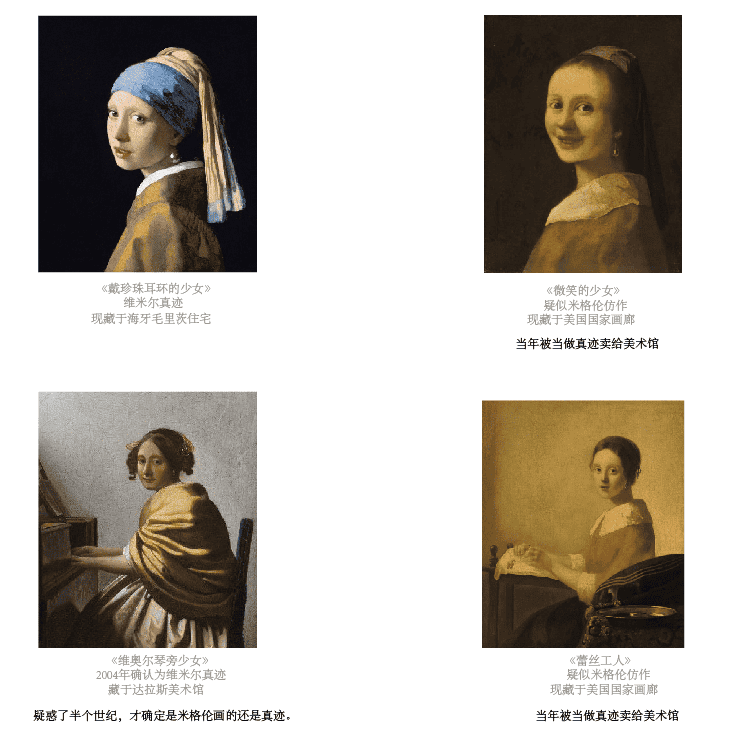 《戴珍珠耳环的少女》
维米尔真迹
现藏于海牙毛里茨住宅
《微笑的少女》
疑似米格伦仿作
现藏于美国国家画廊
当年被当做真迹卖给美术馆
《维奥尔琴旁少女》
2004年确认为维米尔真迹
藏于达拉斯美术馆
疑惑了半个世纪，才确定是米格伦画的还是真迹。
《蕾丝工人》
疑似米格伦仿作
现藏于美国国家画廊
当年被当做真迹卖给美术馆